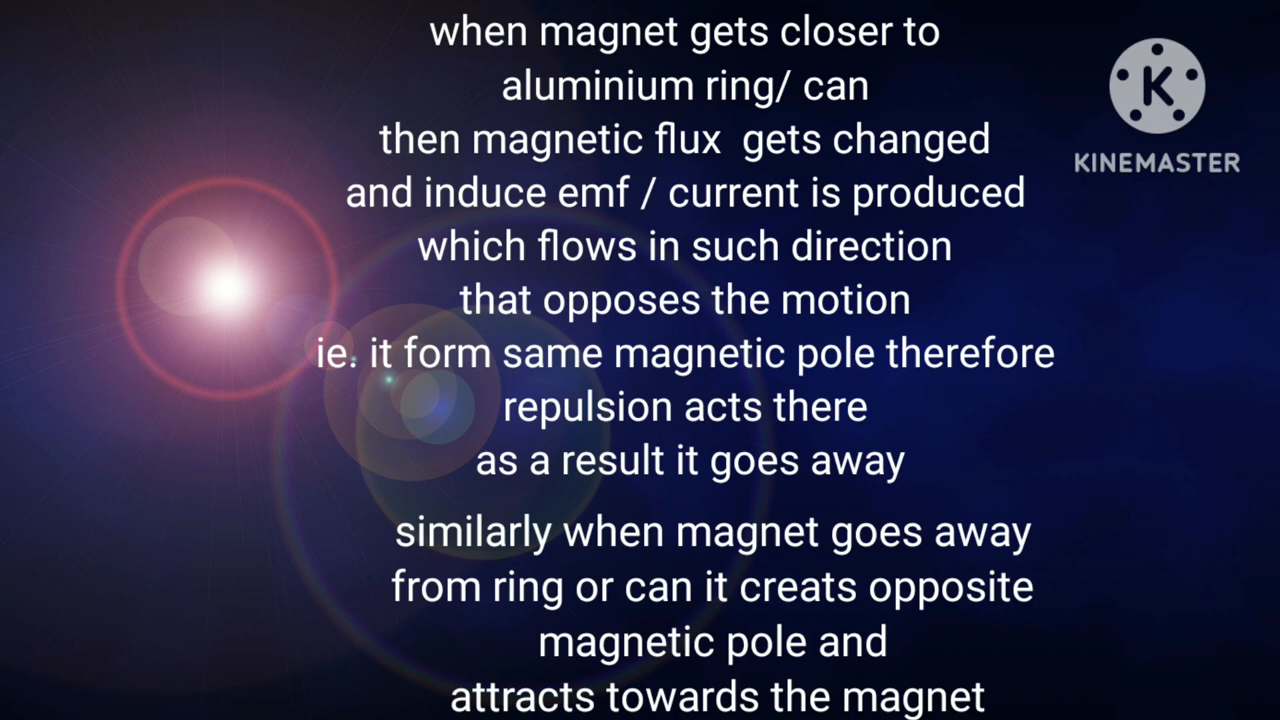 when magnet gets closer to
aluminium ring/ can
then magnetic flux  gets changed
and induce emf / current is produced
which flows in such direction
that opposes the motion
ie. it form same magnetic pole therefore
repulsion acts there
as a result it goes away
similarly when magnet goes away
from ring or can it creats opposite
magnetic pole and
attracts towards the magnet
K
KINEMASTER